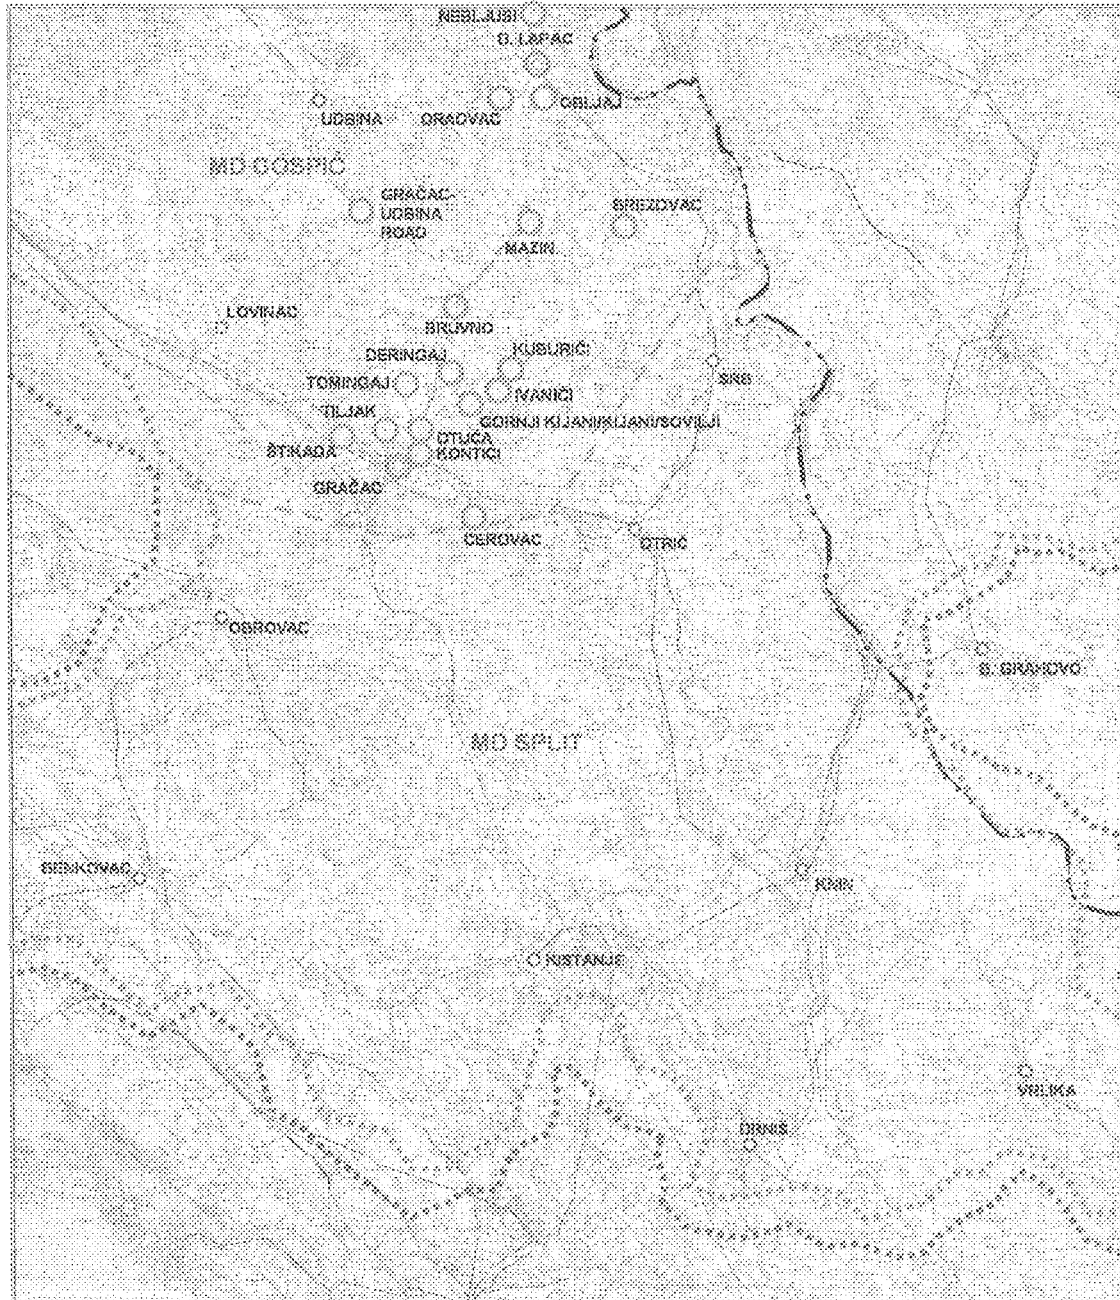 NEBLJUSI
D. LAPAC
UDBINA
ORAOVAC
OBLJAJ
MD GOSPIĆ
GRAČAC-
UDBINA
ROAD
MAZIN
BREZOVAC
LOVINAC
BRUVNO
DERINGAJ
KUBURIĆI
SRB
TOMINGAJ
IVANIĆI
TILJAK
GORNJI KIJANI/KIJANI/SOVILJI
OTUČA
ŠTIKADA
KONTIĆI
GRAČAC
CEROVAC
OTRIĆ
OBROVAC
B. GRAHOVO
MD SPLIT
BENKOVAC
KNIN
KISTANJE
VRLIKA
DRNIŠ